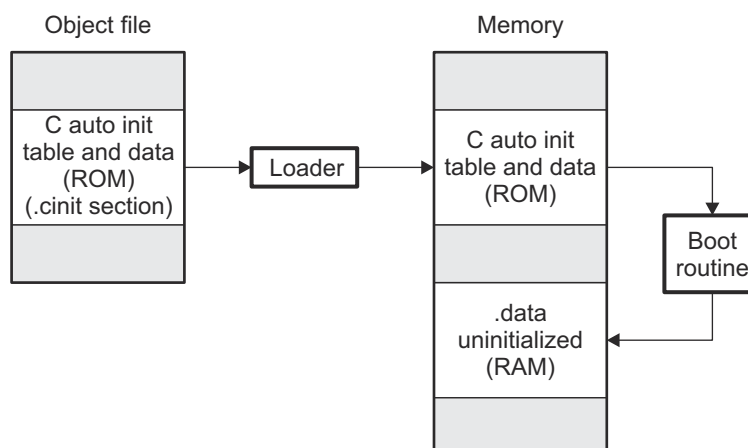 Object file
Memory
C auto init
table and data
(ROM)
(.cinit section)
Loader
C auto init
table and data
(ROM)
Boot
routine
.data
uninitialized
(RAM)